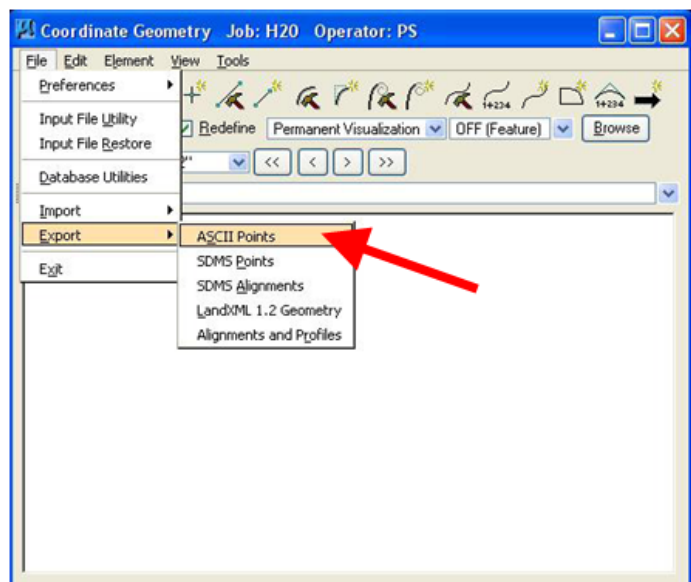 Coordinate Geometry Job: H20 Operator: PS
File Edit Element View Tools
Preferences
Input File Utility
Input File Restore
Database Utilities
Import
Export
Exit
1+234
1+234
Redefine Permanent Visualization OFF (Feature) Browse
2"
<< < > >>
ASCII Points
SDMS Points
SDMS Alignments
LandXML 1.2 Geometry
Alignments and Profiles